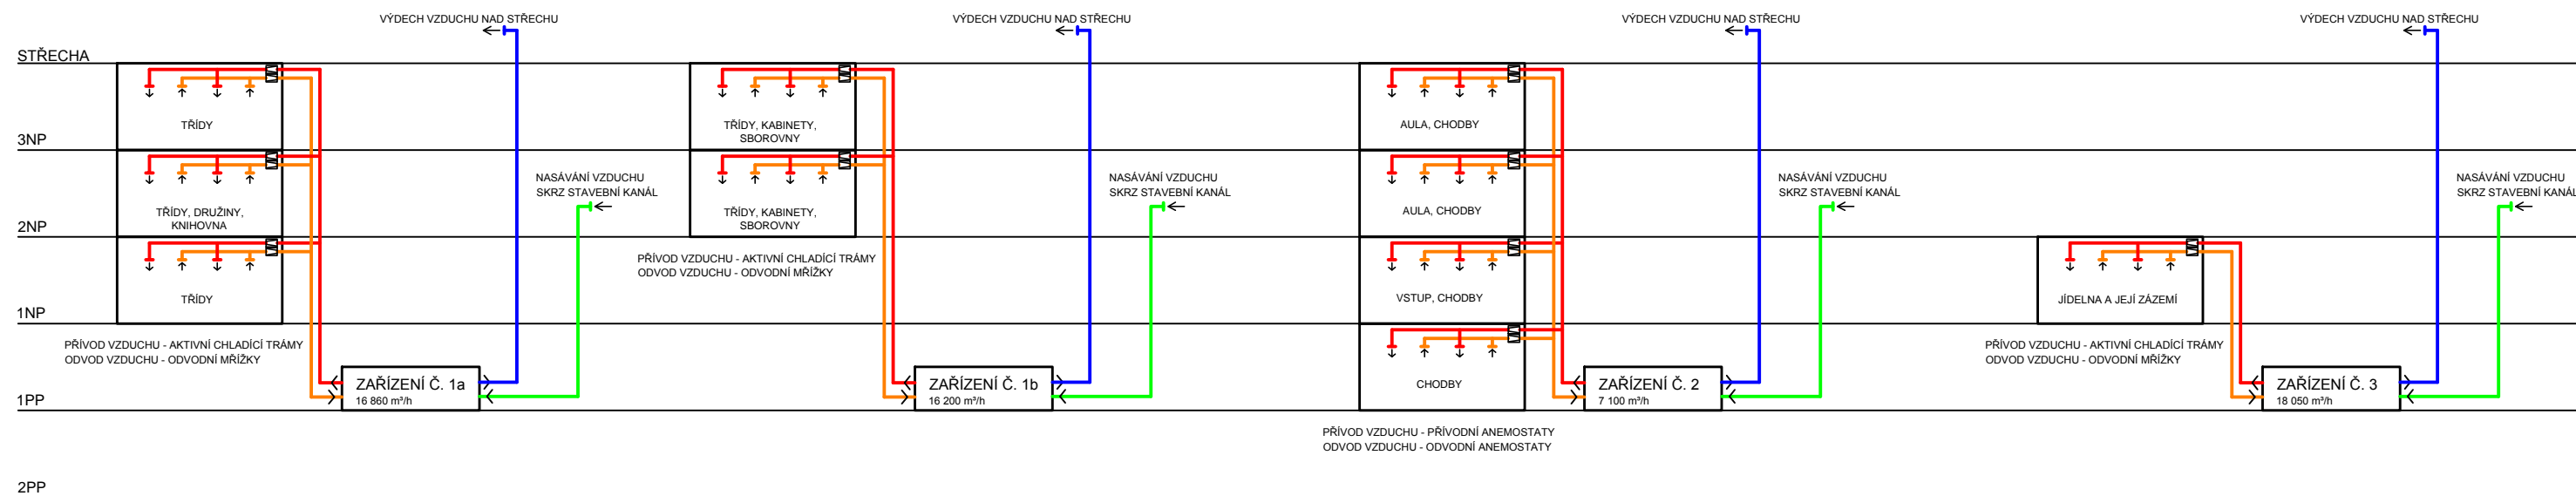 VÝDECH VZDUCHU NAD STŘECHU
VÝDECH VZDUCHU NAD STŘECHU
VÝDECH VZDUCHU NAD STŘECHU
VÝDECH VZDUCHU NAD STŘECHU
STŘECHA
TŘÍDY
TŘÍDY, KABINETY,
SBOROVNY
AULA, CHODBY
3NP
NASÁVÁNÍ VZDUCHU
SKRZ STAVEBNÍ KANÁL
NASÁVÁNÍ VZDUCHU
SKRZ STAVEBNÍ KANÁL
NASÁVÁNÍ VZDUCHU
SKRZ STAVEBNÍ KANÁL
NASÁVÁNÍ VZDUCHU
SKRZ STAVEBNÍ KANÁL
TŘÍDY, DRUŽINY,
KNIHOVNA
TŘÍDY, KABINETY,
SBOROVNY
AULA, CHODBY
2NP
PŘÍVOD VZDUCHU - AKTIVNÍ CHLADÍCÍ TRÁMY
ODVOD VZDUCHU - ODVODNÍ MŘÍŽKY
TŘÍDY
VSTUP, CHODBY
JÍDELNA A JEJÍ ZÁZEMÍ
1NP
PŘÍVOD VZDUCHU - AKTIVNÍ CHLADÍCÍ TRÁMY
ODVOD VZDUCHU - ODVODNÍ MŘÍŽKY
PŘÍVOD VZDUCHU - AKTIVNÍ CHLADÍCÍ TRÁMY
ODVOD VZDUCHU - ODVODNÍ MŘÍŽKY
ZAŘÍZENÍ Č. 1a
16 860 m³/h
ZAŘÍZENÍ Č. 1b
16 200 m³/h
CHODBY
ZAŘÍZENÍ Č. 2
7 100 m³/h
ZAŘÍZENÍ Č. 3
18 050 m³/h
1PP
PŘÍVOD VZDUCHU - PŘÍVODNÍ ANEMOSTATY
ODVOD VZDUCHU - ODVODNÍ ANEMOSTATY
2PP